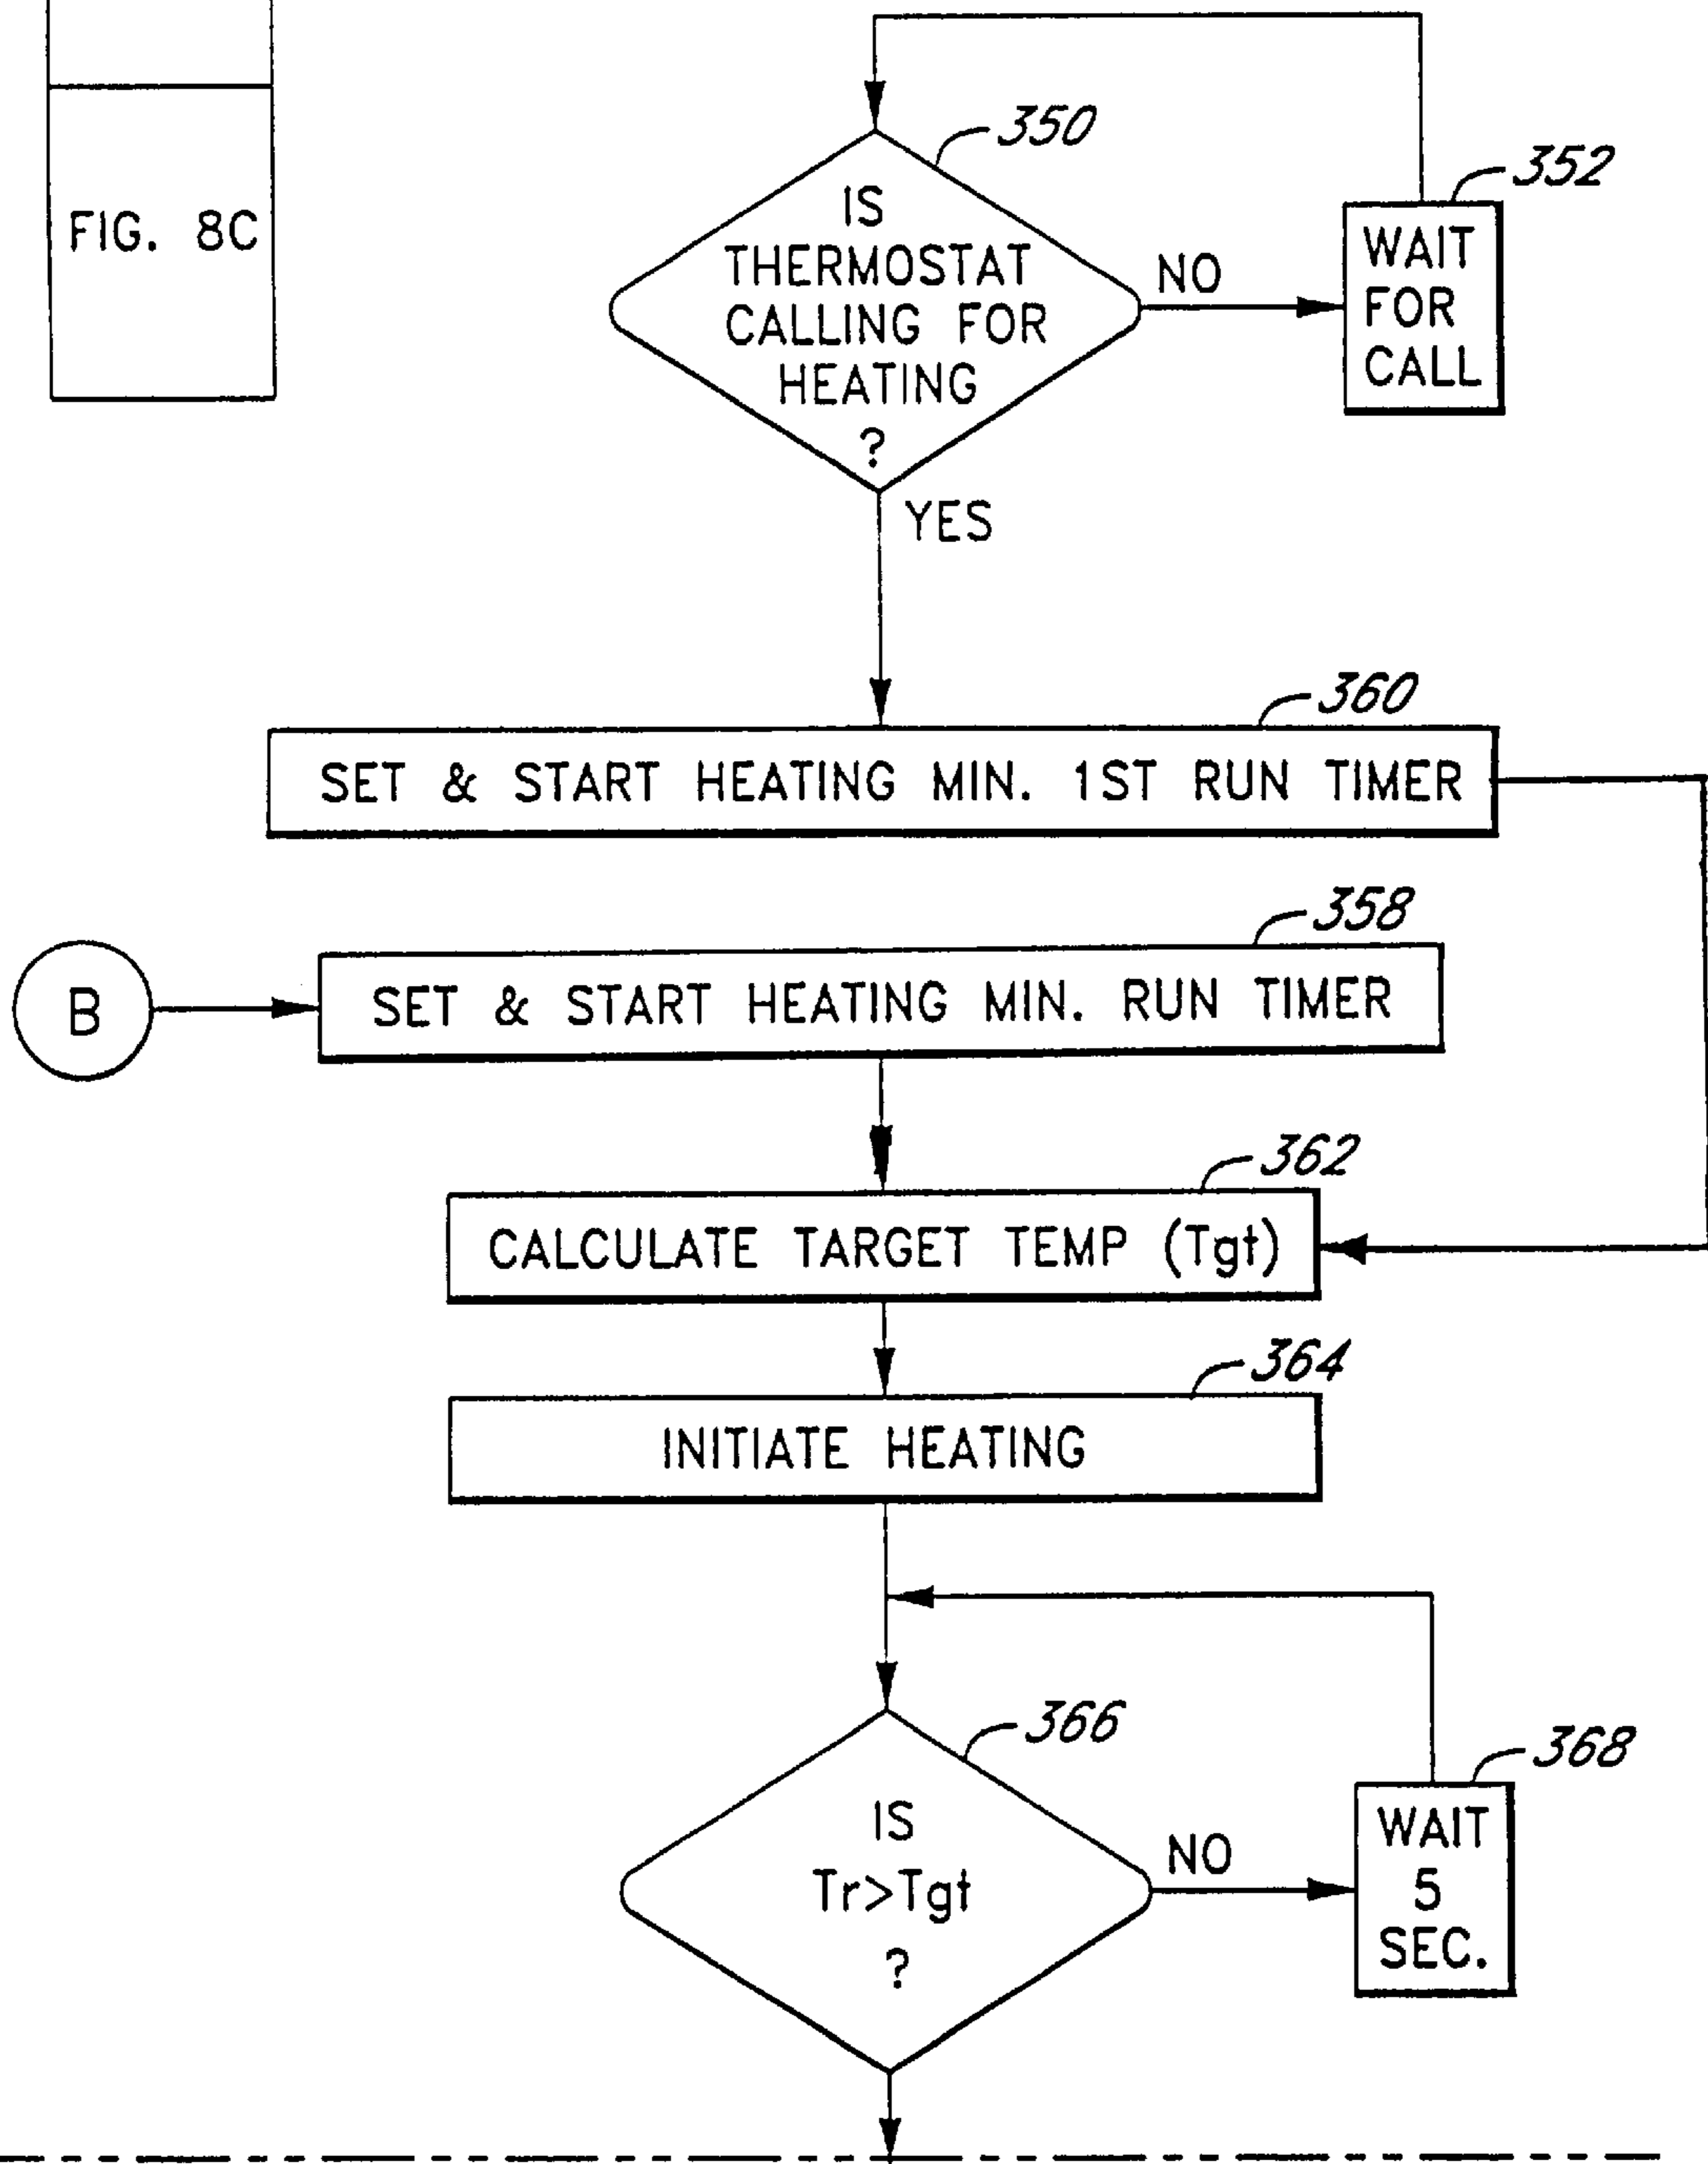 FIG. 8C
350
IS
THERMOSTAT
CALLING FOR
HEATING
?
NO
352
WAIT
FOR
CALL
YES
360
SET & START HEATING MIN. 1ST RUN TIMER
358
B
SET & START HEATING MIN. RUN TIMER
362
CALCULATE TARGET TEMP (Tgt)
364
INITIATE HEATING
366
IS
Tr>Tgt
?
NO
368
WAIT
5
SEC.